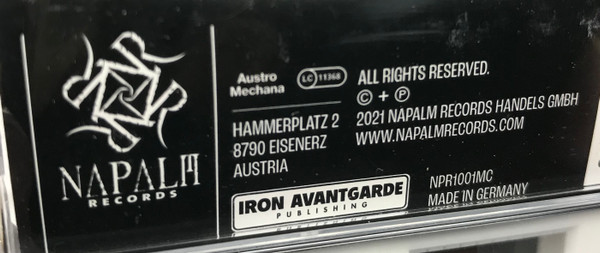 NAPALM
RECORDS
Austro
Mechana
LC 11368
HAMMERPLATZ 2
8790 EISENERZ
AUSTRIA
IRON AVANTGARDE
PUBLISHING
ALL RIGHTS RESERVED.
© + ℗
2021 NAPALM RECORDS HANDELS GMBH
WWW.NAPALMRECORDS.COM
NPR1001MC
MADE IN GERMANY